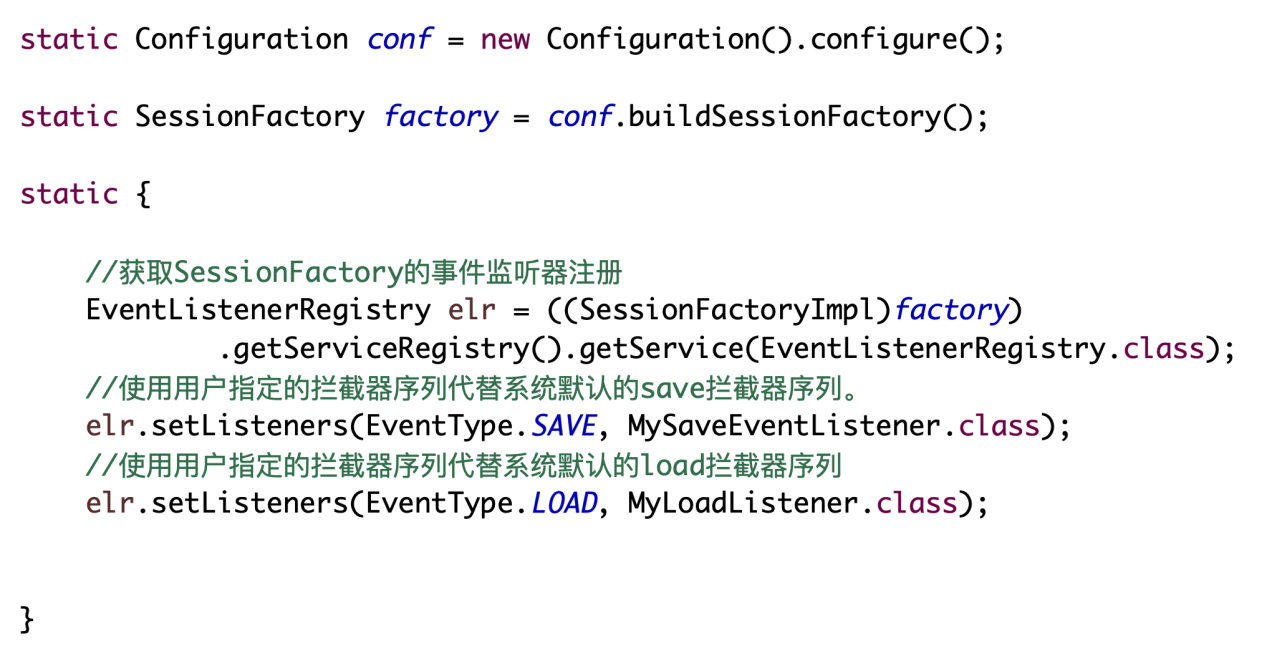 static Configuration conf = new Configuration().configure();
static SessionFactory factory = conf.buildSessionFactory();
static {
//获取SessionFactory的事件监听器注册
EventListenerRegistry elr = ((SessionFactoryImpl)factory)
.getServiceRegistry().getService(EventListenerRegistry.class);
//使用用户指定的拦截器序列代替系统默认的save拦截器序列。
elr.setListeners(EventType.SAVE, MySaveEventListener.class);
//使用用户指定的拦截器序列代替系统默认的load拦截器序列
elr.setListeners(EventType.LOAD, MyLoadListener.class);
}